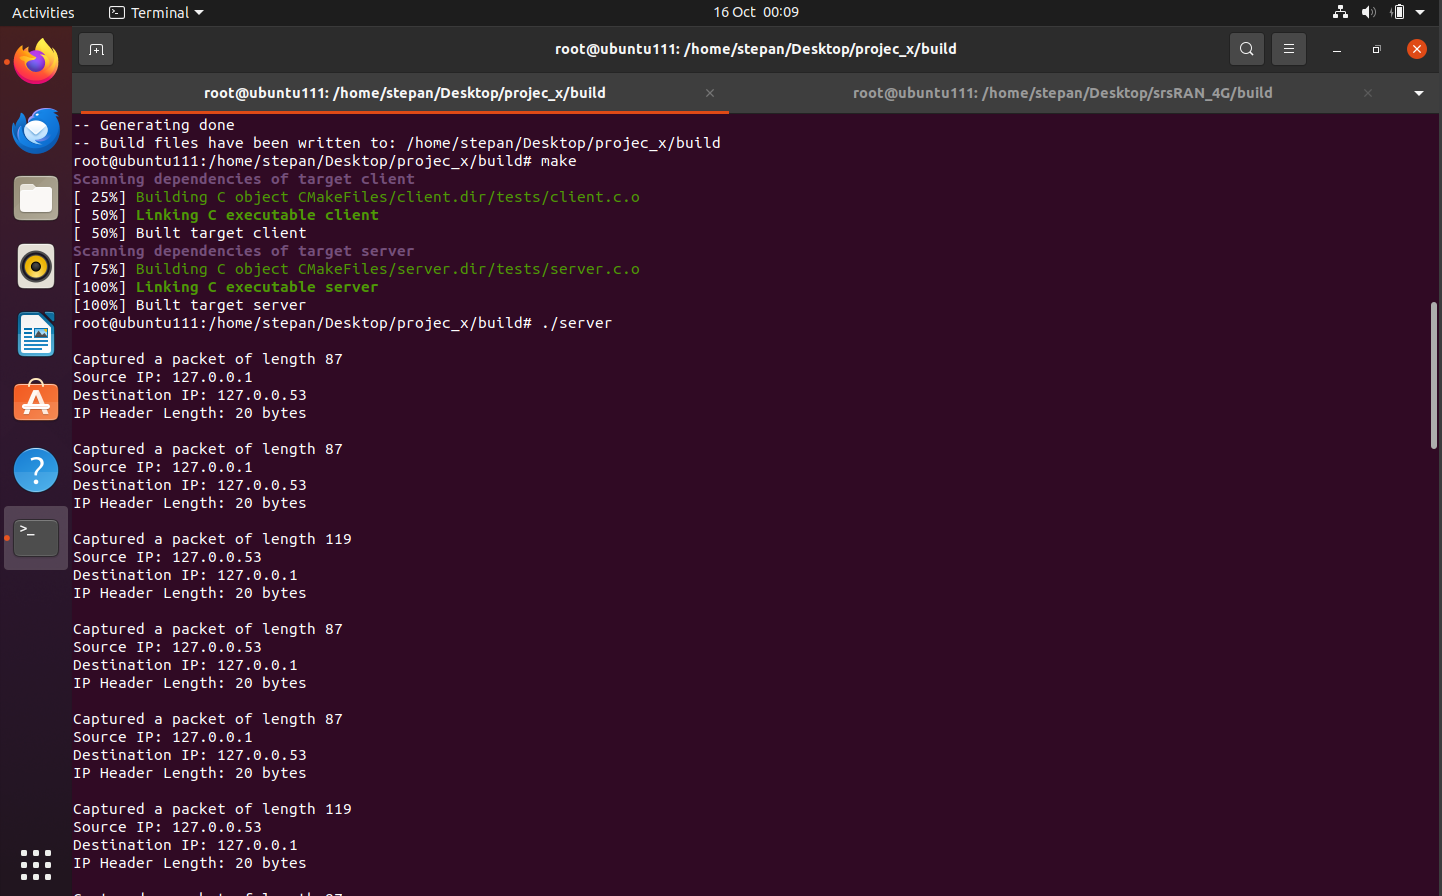 Activities
Terminal
16 Oct 00:09
root@ubuntu111: /home/stepan/Desktop/projec_x/build
root@ubuntu111: /home/stepan/Desktop/projec_x/build
root@ubuntu111: /home/stepan/Desktop/srsRAN_4G/build
-- Generating done
-- Build files have been written to: /home/stepan/Desktop/projec_x/build
root@ubuntu111:/home/stepan/Desktop/projec_x/build# make
Scanning dependencies of target client
[ 25%] Building C object CMakeFiles/client.dir/tests/client.c.o
[ 50%] Linking C executable client
[ 50%] Built target client
Scanning dependencies of target server
[ 75%] Building C object CMakeFiles/server.dir/tests/server.c.o
[100%] Linking C executable server
[100%] Built target server
root@ubuntu111:/home/stepan/Desktop/projec_x/build# ./server
Captured a packet of length 87
Source IP: 127.0.0.1
Destination IP: 127.0.0.53
IP Header Length: 20 bytes
Captured a packet of length 87
Source IP: 127.0.0.1
Destination IP: 127.0.0.53
IP Header Length: 20 bytes
Captured a packet of length 119
Source IP: 127.0.0.53
Destination IP: 127.0.0.1
IP Header Length: 20 bytes
Captured a packet of length 87
Source IP: 127.0.0.53
Destination IP: 127.0.0.1
IP Header Length: 20 bytes
Captured a packet of length 87
Source IP: 127.0.0.1
Destination IP: 127.0.0.53
IP Header Length: 20 bytes
Captured a packet of length 119
Source IP: 127.0.0.53
Destination IP: 127.0.0.1
IP Header Length: 20 bytes